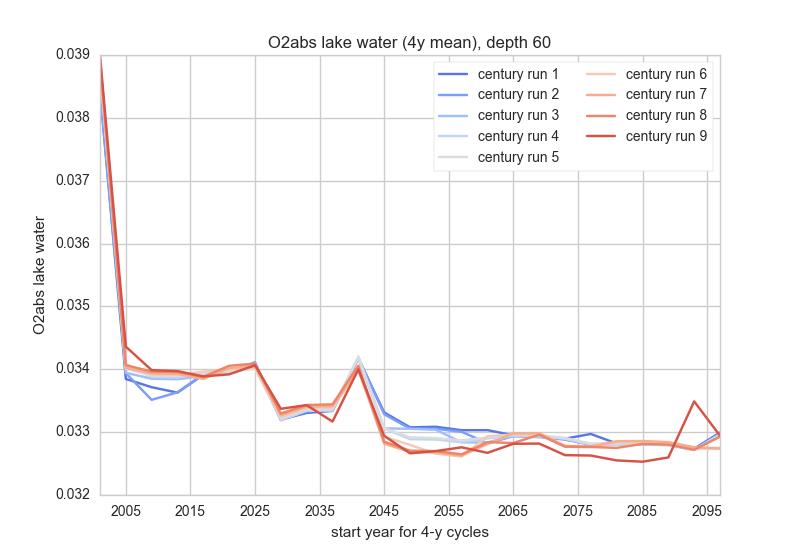 O2abs lake water (4y mean), depth 60
0.039
0.038
0.037
0.036
0.035
0.034
0.033
0.032
O2abs lake water
century run 1
century run 2
century run 3
century run 4
century run 5
century run 6
century run 7
century run 8
century run 9
2005 2015 2025 2035 2045 2055 2065 2075 2085 2095
start year for 4-y cycles